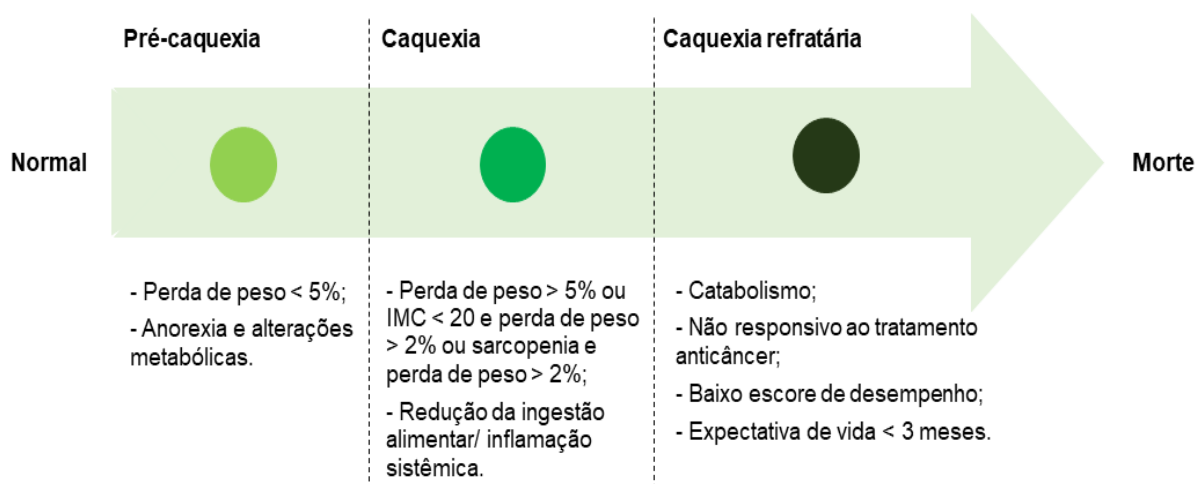 Pré-caquexia
Caquexia
Caquexia refratária
Normal
Morte
- Perda de peso < 5%;
- Anorexia e alterações
metabólicas.
- Perda de peso > 5% ou
IMC < 20 e perda de peso
> 2% ou sarcopenia e
perda de peso > 2%;
- Redução da ingestão
alimentar/ inflamação
sistêmica.
- Catabolismo;
- Não responsivo ao tratamento
anticâncer;
- Baixo escore de desempenho;
- Expectativa de vida < 3 meses.